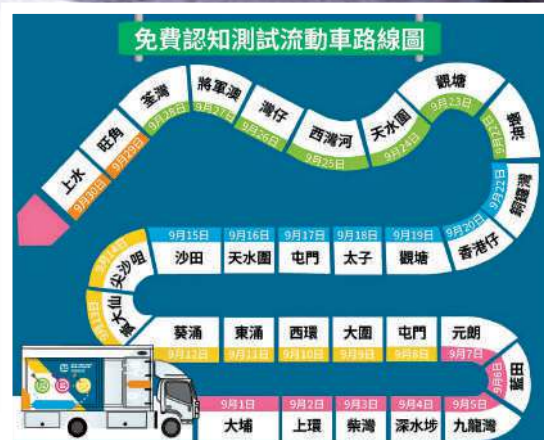 免費認知測試流動車路線圖
上水
9月30日
旺角
9月29日
荃灣
9月28日
將軍澳
9月27日
灣仔
9月26日
西灣河
9月25日
天水圍
9月24日
觀塘
9月23日
油塘
9月22日
銅鑼灣
香港仔
9月20日
9月19日
觀塘
9月18日
太子
9月17日
屯門
9月16日
天水圍
9月15日
沙田
尖沙咀
9月14日
黃大仙
葵涌
9月12日
東涌
9月11日
西環
9月10日
大圍
9月9日
屯門
9月8日
元朗
9月7日
藍田
9月6日
9月5日
九龍灣
9月4日
深水埗
9月3日
柴灣
9月2日
上環
9月1日
大埔